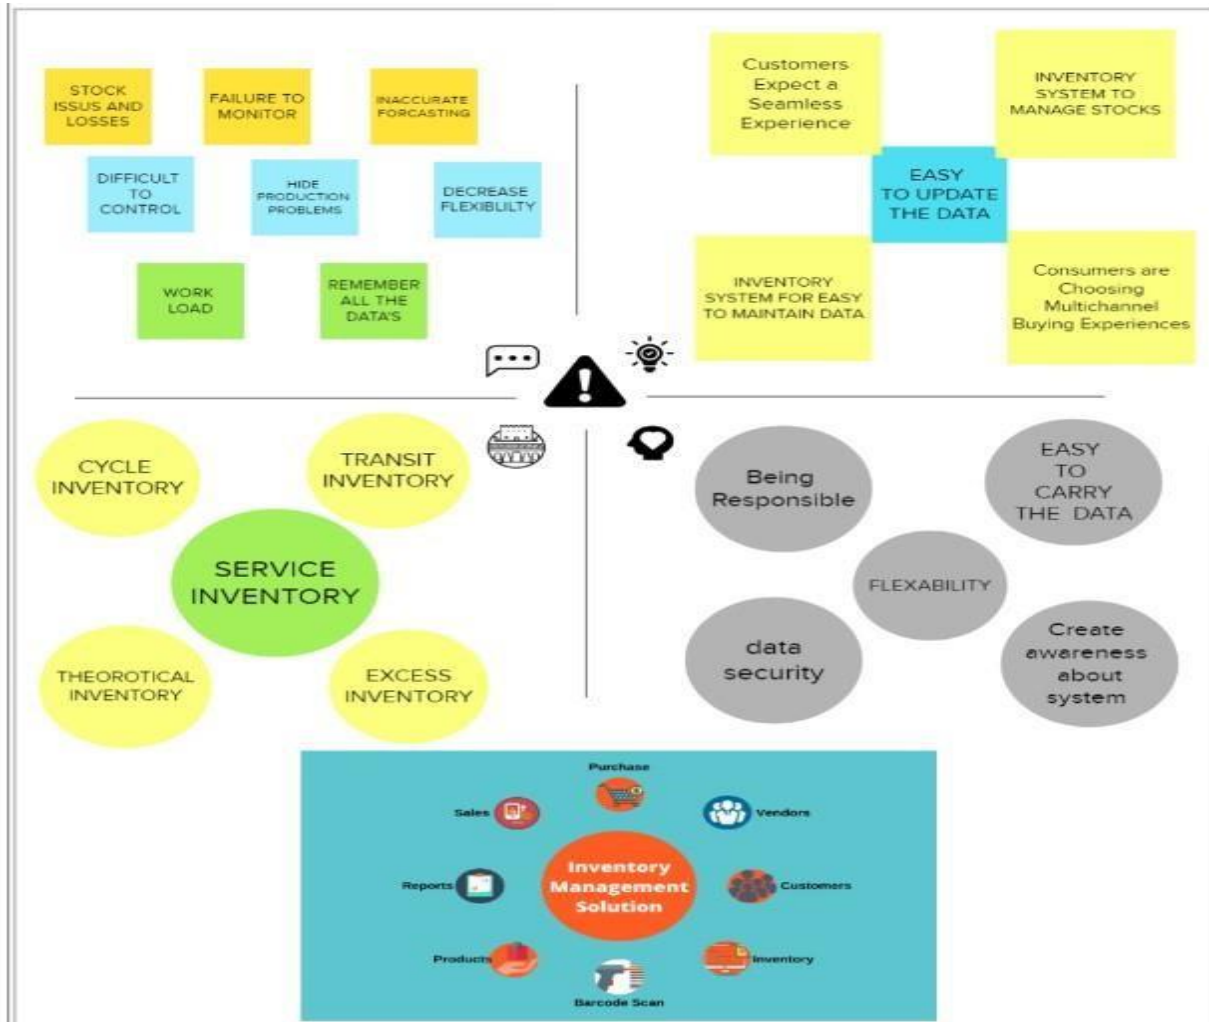 STOCK
ISSUS AND
LOSSES
FAILURE TO
MONITOR
INACCURATE
FORCASTING
DIFFICULT
TO
CONTROL
HIDE
PRODUCTION
PROBLEMS
DECREASE
FLEXIBLILTY
WORK
LOAD
REMEMBER
ALL THE
DATA'S
Customers
Expect a
Seamless
Experience
INVENTORY
SYSTEM TO
MANAGE STOCKS
EASY
TO UPDATE
THE DATA
INVENTORY
SYSTEM FOR EASY
TO MAINTAIN DATA
Consumers are
Choosing
Multichannel
Buying Experiences
CYCLE
INVENTORY
TRANSIT
INVENTORY
SERVICE
INVENTORY
THEOROTICAL
INVENTORY
EXCESS
INVENTORY
Being
Responsible
EASY
TO
CARRY
THE DATA
FLEXABILITY
data
security
Create
awareness
about
system
Purchase
Sales
Vendors
Inventory
Management
Solution
Reports
Customers
Products
Inventory
Barcode Scan